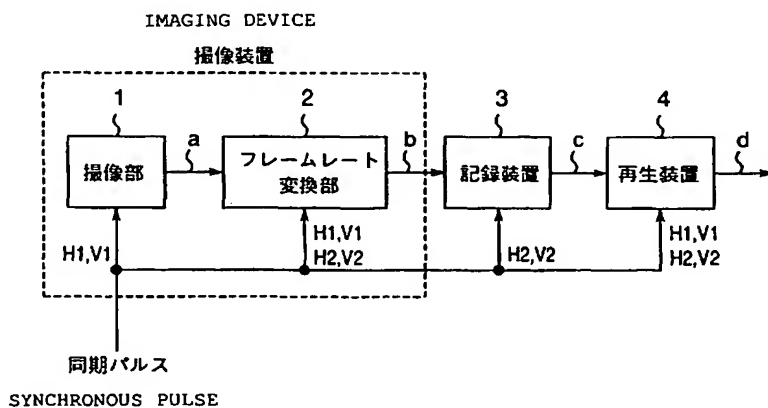 IMAGING DEVICE
撮像装置
1
2
3
4
a
b
c
d
撮像部
フレームレート
変換部
記録装置
再生装置
H1,V1
H1,V1
H2,V2
H2,V2
H1,V1
H2,V2
同期パルス
SYNCHRONOUS PULSE